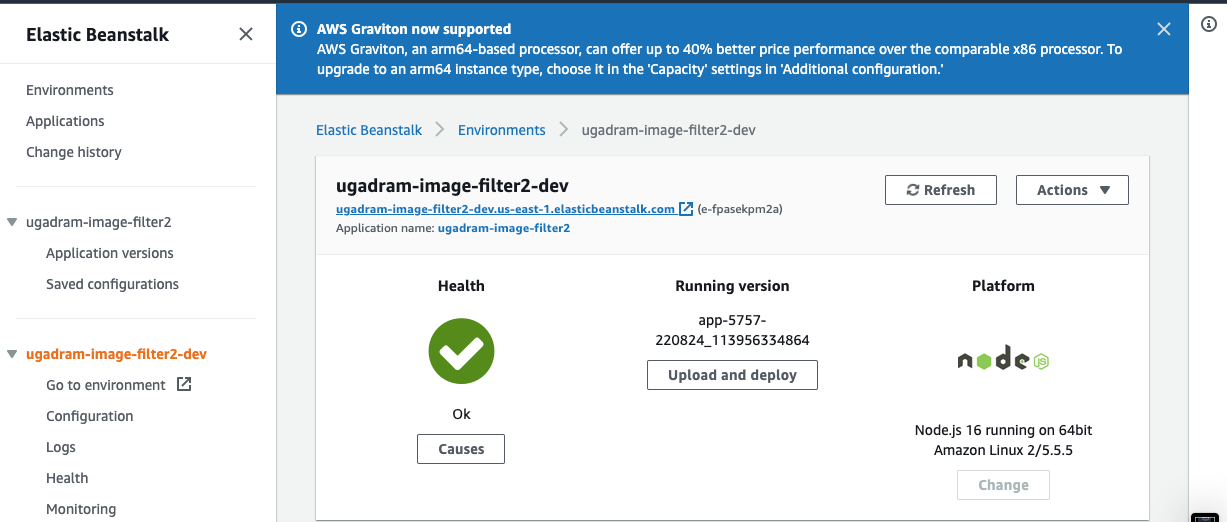 Elastic Beanstalk
Environments
Applications
Change history
ugadram-image-filter2
Application versions
Saved configurations
ugadram-image-filter2-dev
Go to environment
Configuration
Logs
Health
Monitoring
AWS Graviton now supported
AWS Graviton, an arm64-based processor, can offer up to 40% better price performance over the comparable x86 processor. To
upgrade to an arm64 instance type, choose it in the 'Capacity' settings in 'Additional configuration.'
Elastic Beanstalk > Environments > ugadram-image-filter2-dev
ugadram-image-filter2-dev
Refresh
Actions
ugadram-image-filter2-dev.us-east-1.elasticbeanstalk.com (e-fpasekpm2a)
Application name: ugadram-image-filter2
Health
Ok
Causes
Running version
app-5757-
220824_113956334864
Upload and deploy
Platform
node JS
Node.js 16 running on 64bit
Amazon Linux 2/5.5.5
Change